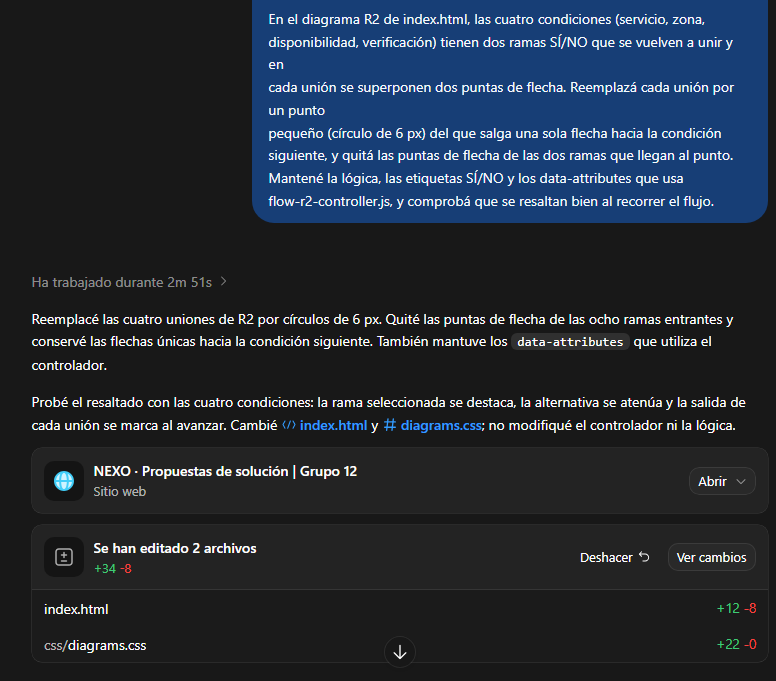 En el diagrama R2 de index.html, las cuatro condiciones (servicio, zona,
disponibilidad, verificación) tienen dos ramas SÍ/NO que se vuelven a unir y
en
cada unión se superponen dos puntas de flecha. Reemplazá cada unión por
un punto
pequeño (círculo de 6 px) del que salga una sola flecha hacia la condición
siguiente, y quitá las puntas de flecha de las dos ramas que llegan al punto.
Mantené la lógica, las etiquetas SÍ/NO y los data-attributes que usa
flow-r2-controller.js, y comprobá que se resaltan bien al recorrer el flujo.
Ha trabajado durante 2m 51s
Reemplacé las cuatro uniones de R2 por círculos de 6 px. Quité las puntas de flecha de las ocho ramas entrantes y
conservé las flechas únicas hacia la condición siguiente. También mantuve los data-attributes que utiliza el
controlador.
Probé el resaltado con las cuatro condiciones: la rama seleccionada se destaca, la alternativa se atenúa y la salida de
cada unión se marca al avanzar. Cambié </> index.html y # diagrams.css; no modifiqué el controlador ni la lógica.
NEXO · Propuestas de solución | Grupo 12
Sitio web
Abrir
Se han editado 2 archivos
+34 -8
Deshacer
Ver cambios
index.html +12 -8
css/diagrams.css +22 -0